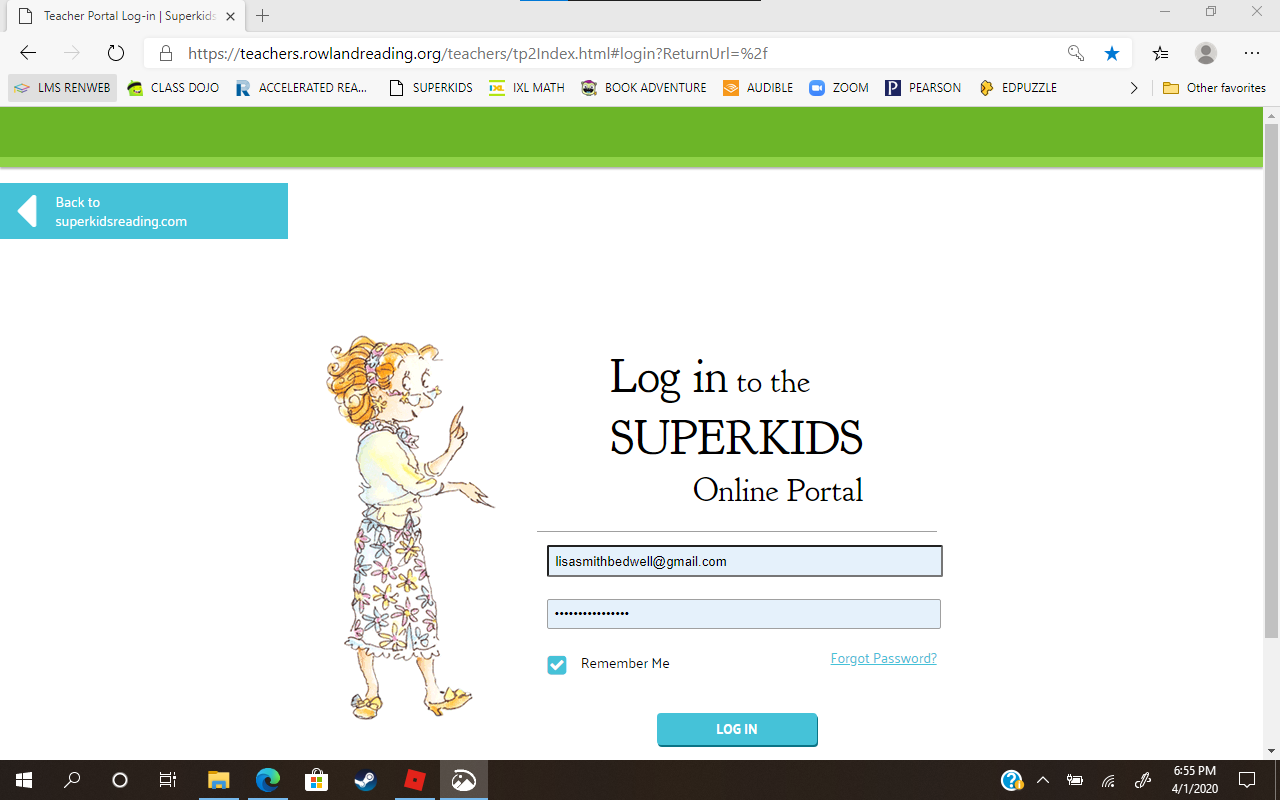 Teacher Portal Log-in | Superkids
https://teachers.rowlandreading.org/teachers/tp2Index.html#login?ReturnUrl=%2f
LMS RENWEB
CLASS DOJO
ACCELERATED REA...
SUPERKIDS
IXL MATH
BOOK ADVENTURE
AUDIBLE
ZOOM
PEARSON
EDPUZZLE
Other favorites
Back to
superkidsreading.com
Log in to the
SUPERKIDS
Online Portal
lisasmithbedwell@gmail.com
••••••••••••••••
Remember Me
Forgot Password?
LOG IN
6:55 PM
4/1/2020